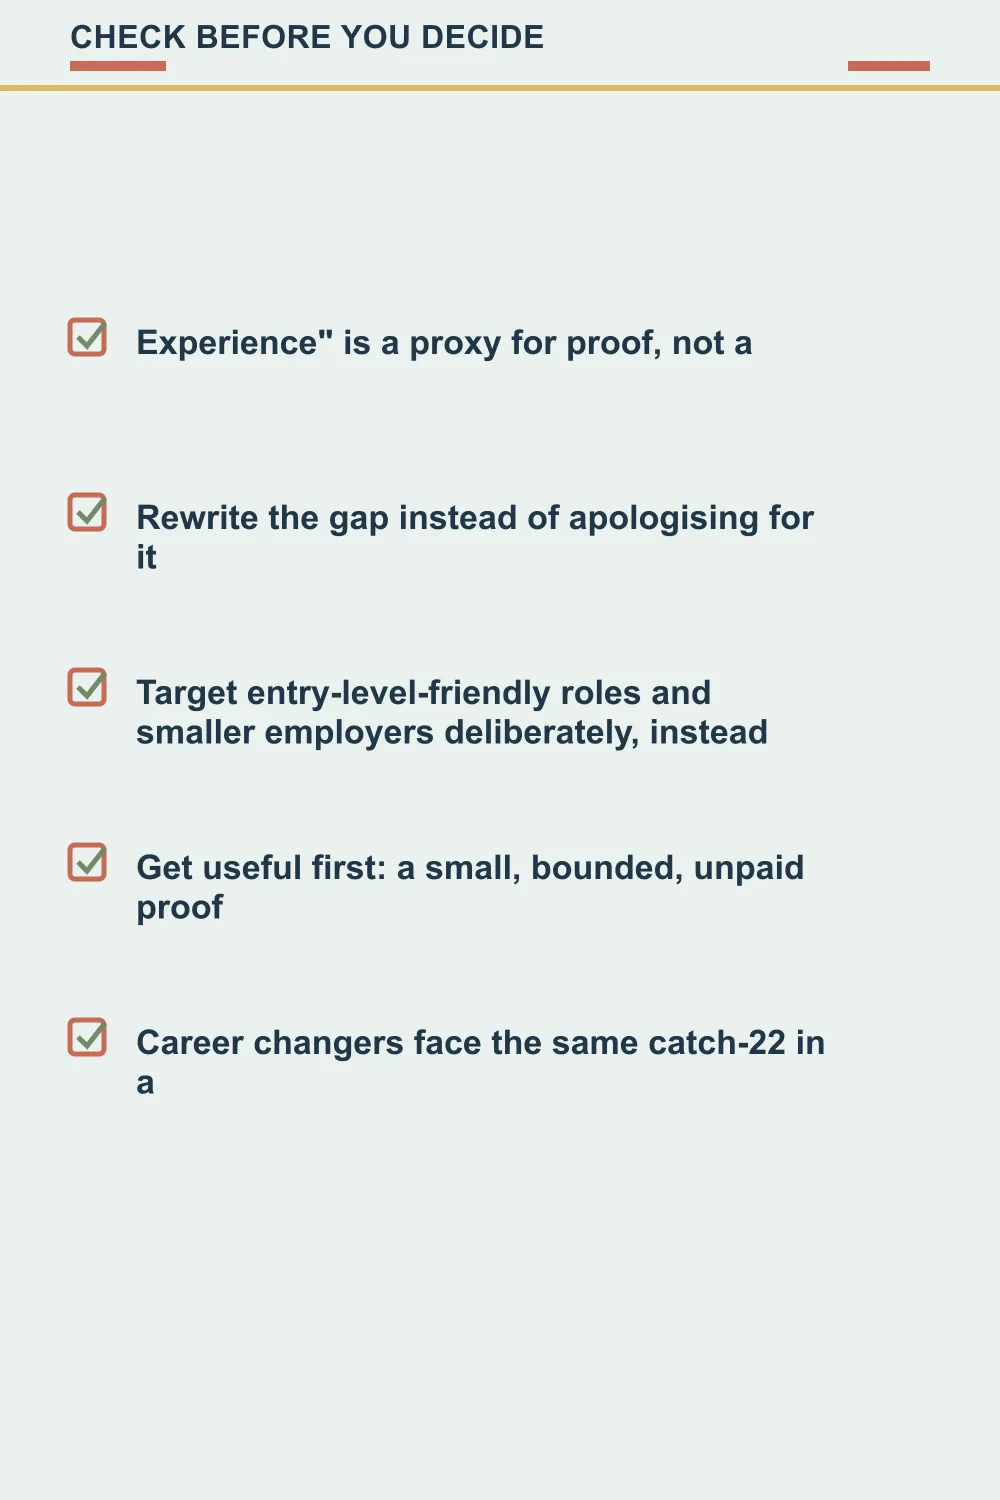 CHECK BEFORE YOU DECIDE
Experience" is a proxy for proof, not a
Rewrite the gap instead of apologising for
it
Target entry-level-friendly roles and
smaller employers deliberately, instead
Get useful first: a small, bounded, unpaid
proof
Career changers face the same catch-22 in
a